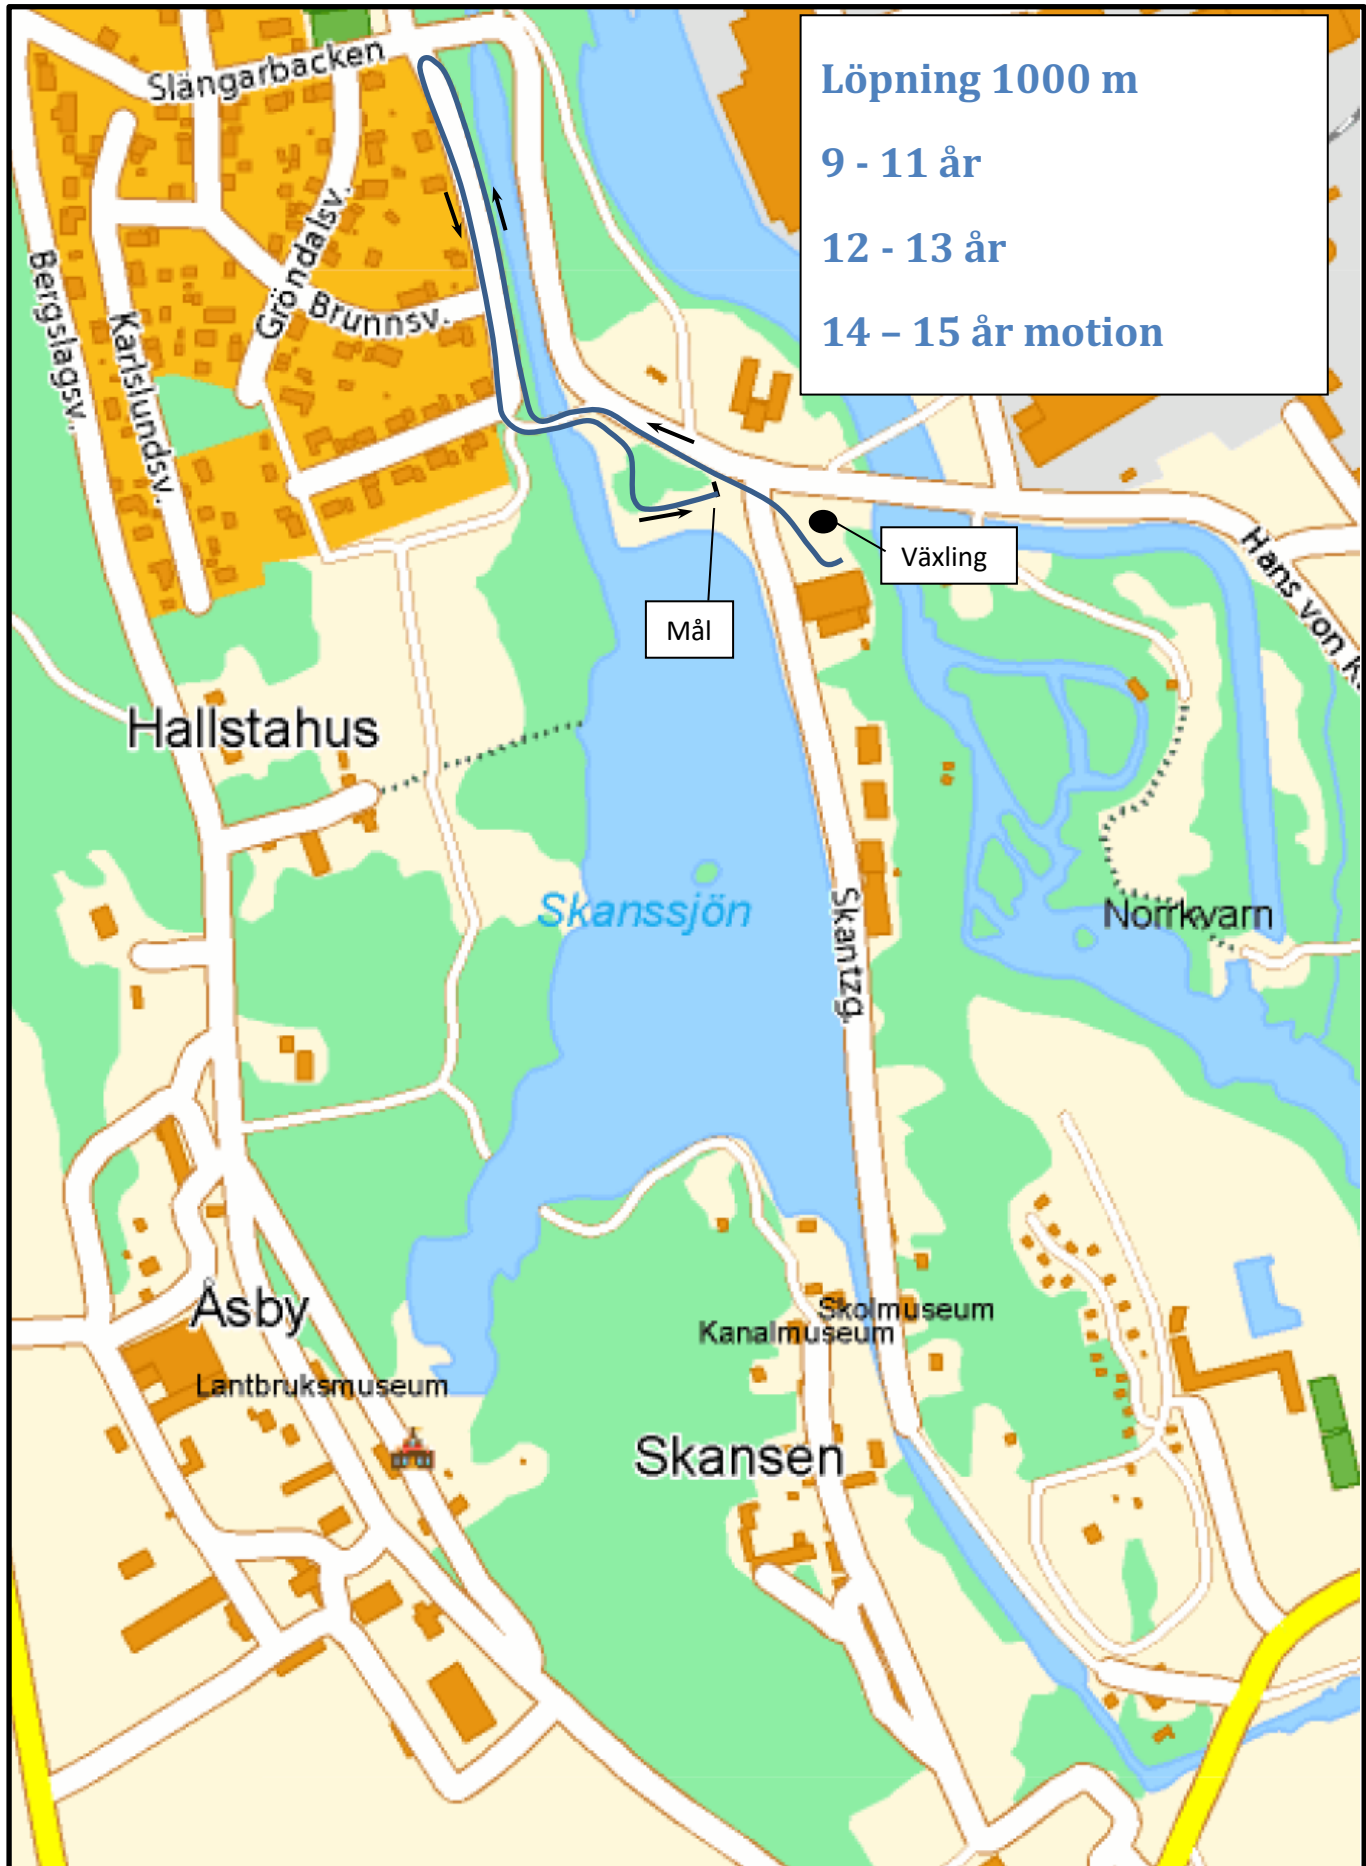 Löpning 1000 m
9 - 11 år
12 - 13 år
14 – 15 år motion
Slängarbacken
Bergslagsv.
Karlslundsv.
Gröndalsv.
Brunnsv.
Växling
Mål
Hans von
Hallstahus
Skanssjön
Skantzg.
Norrkvarn
Åsby
Skolmuseum
Kanalmuseum
Lantbruksmuseum
Skansen